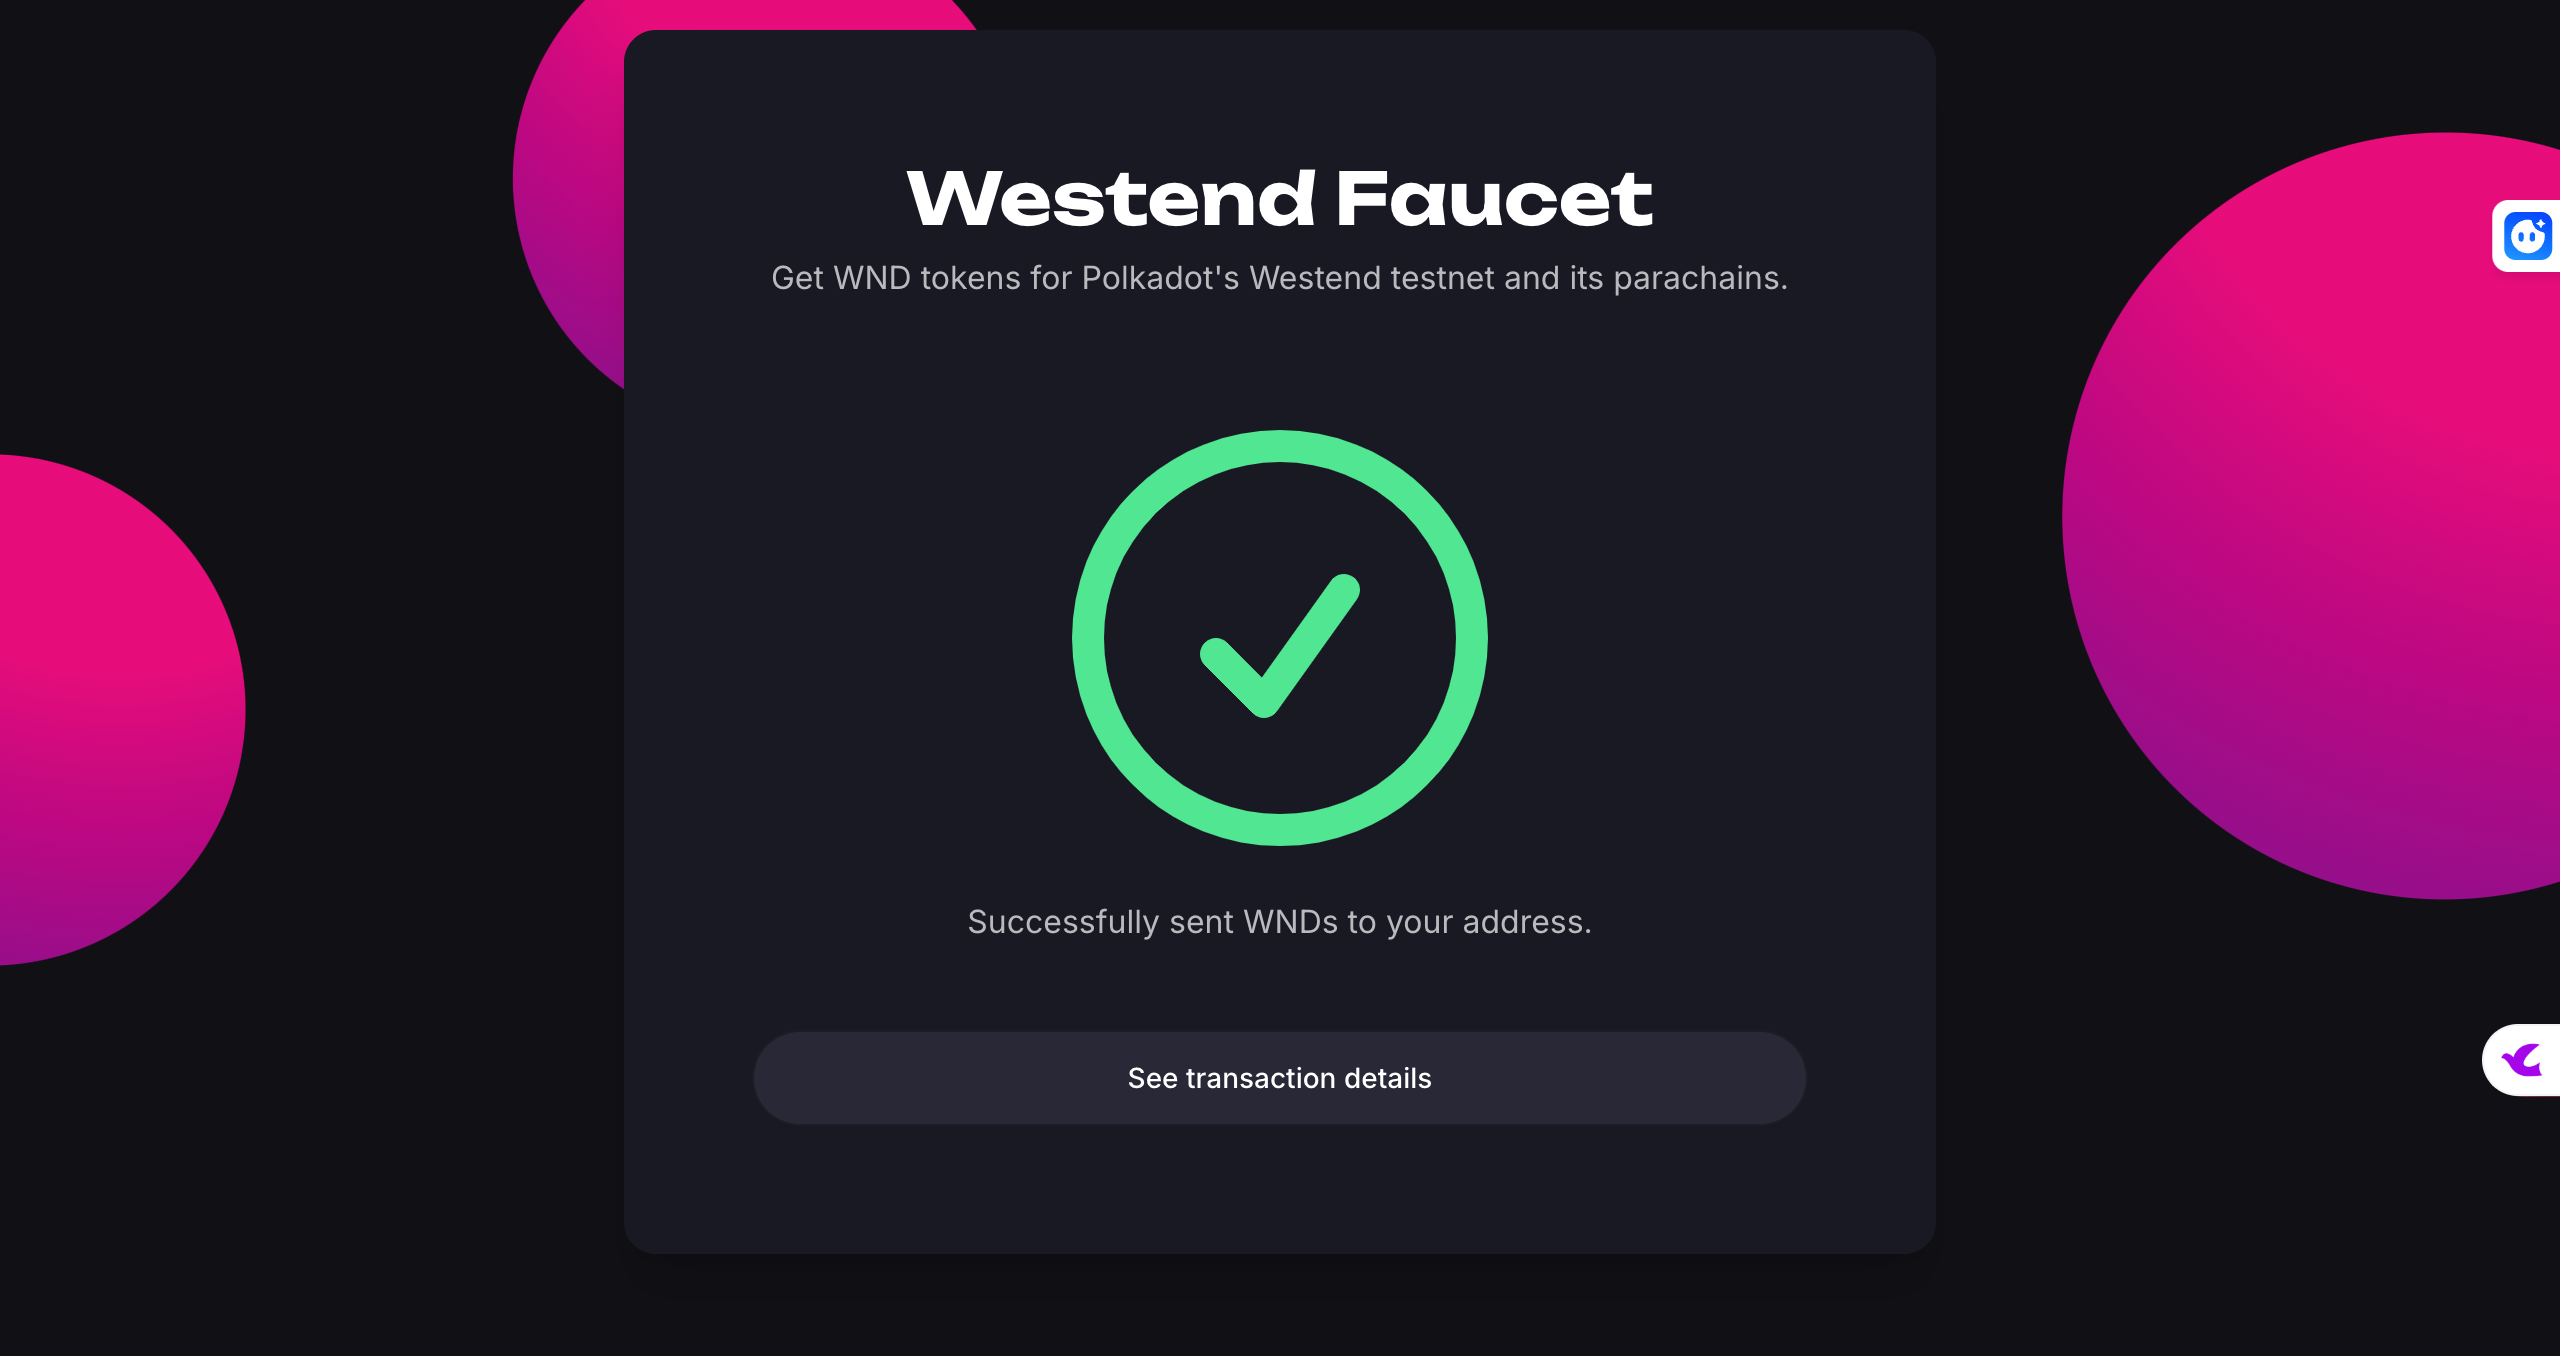 Westend Faucet
Get WND tokens for Polkadot's Westend testnet and its parachains.
Successfully sent WNDs to your address.
See transaction details